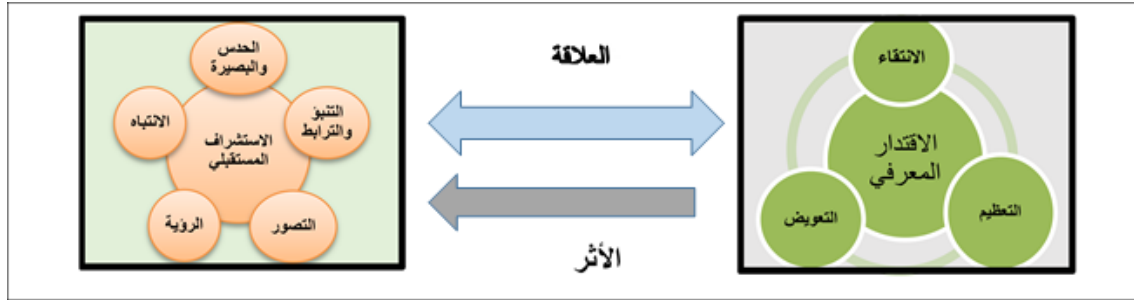 الانتقاء
الاقتدار
المعرفي
التعظيم
التعويض
العلاقة
الأثر
الحدس
والبصيرة
التنبؤ
والترابط
الانتباه
الاستشراف
المستقبلي
التصور
الرؤية